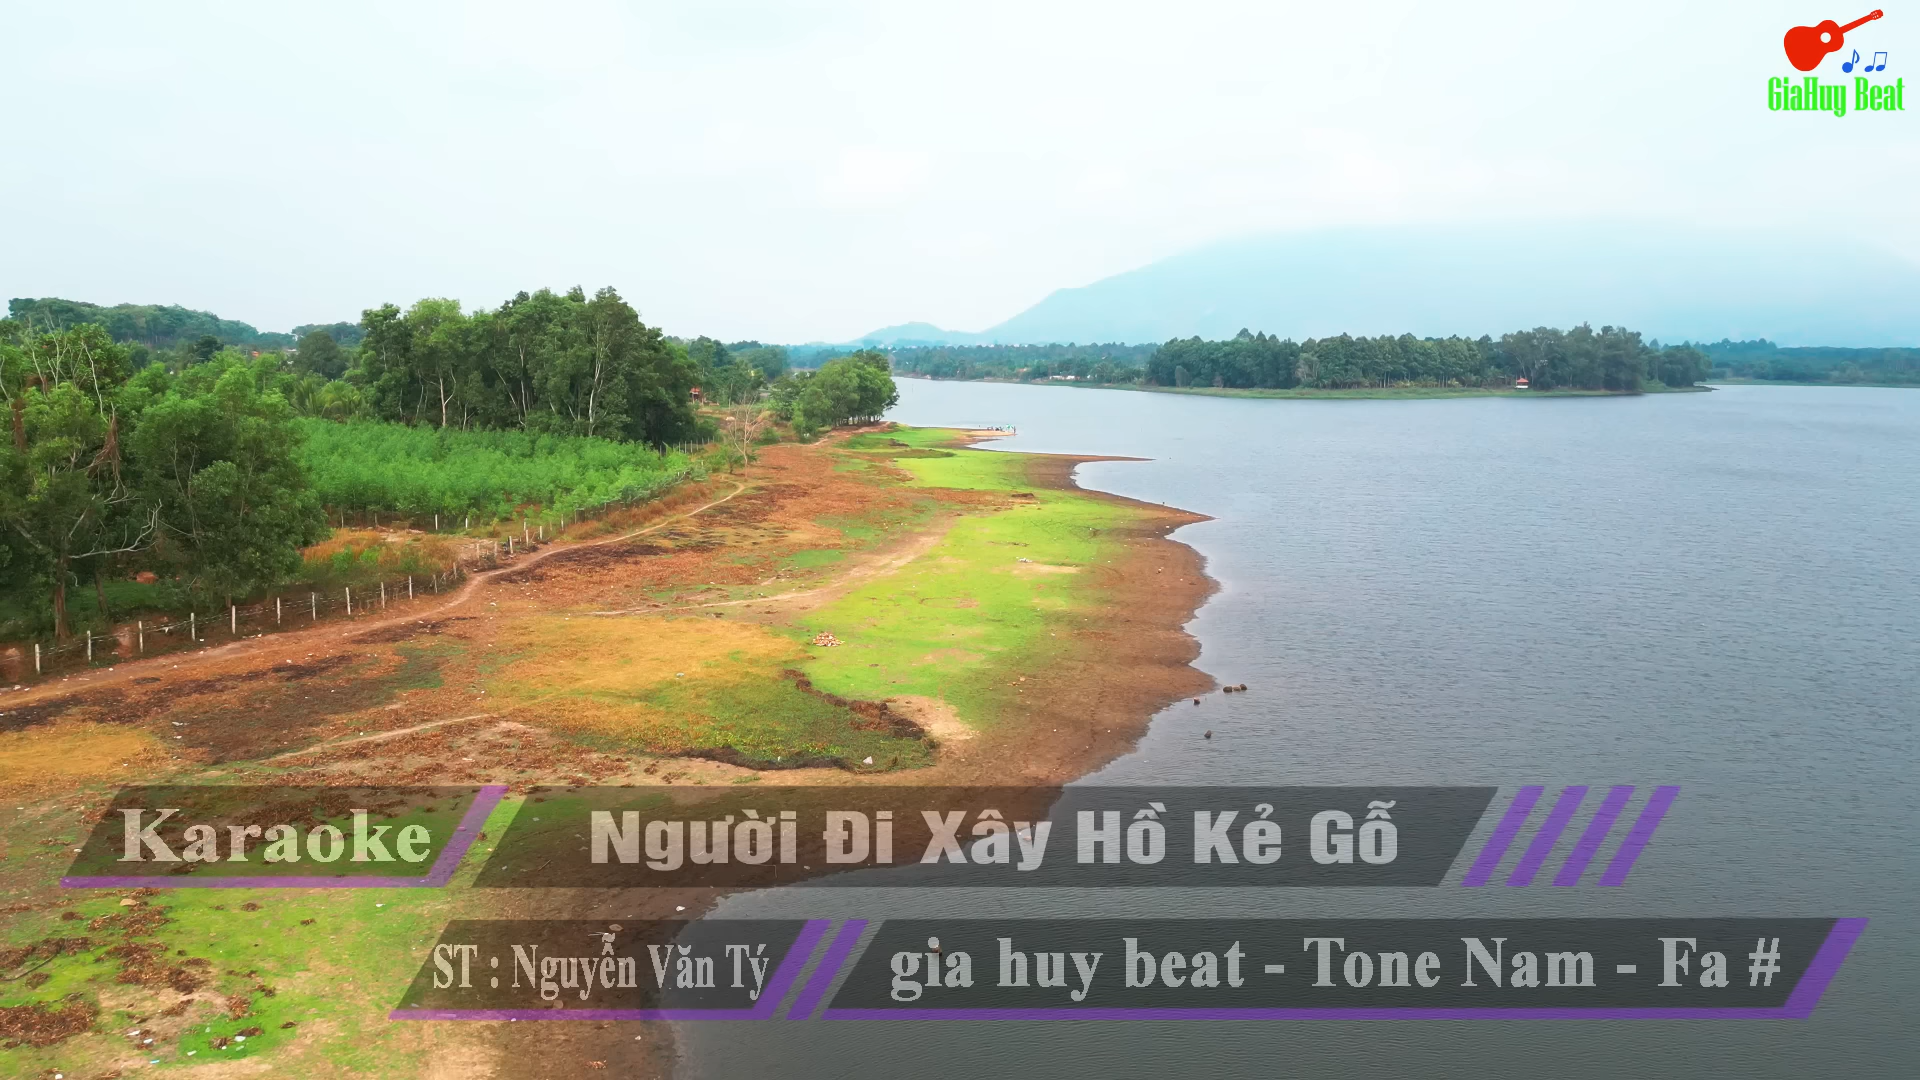 GiaHuy Beat
Karaoke
Người Đi Xây Hồ Kẻ Gỗ
ST : Nguyễn Văn Tý
gia huy beat - Tone Nam - Fa #